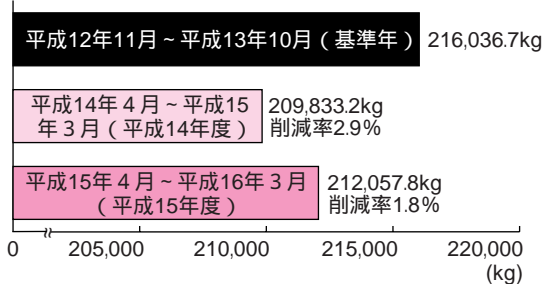 平成12年11月～平成13年10月（基準年）
216,036.7kg
平成14年４月～平成15
年３月（平成14年度）
209,833.2kg
削減率2.9%
平成15年４月～平成16年３月
（平成15年度）
212,057.8kg
削減率1.8%
0 205,000 210,000 215,000 220,000
(kg)